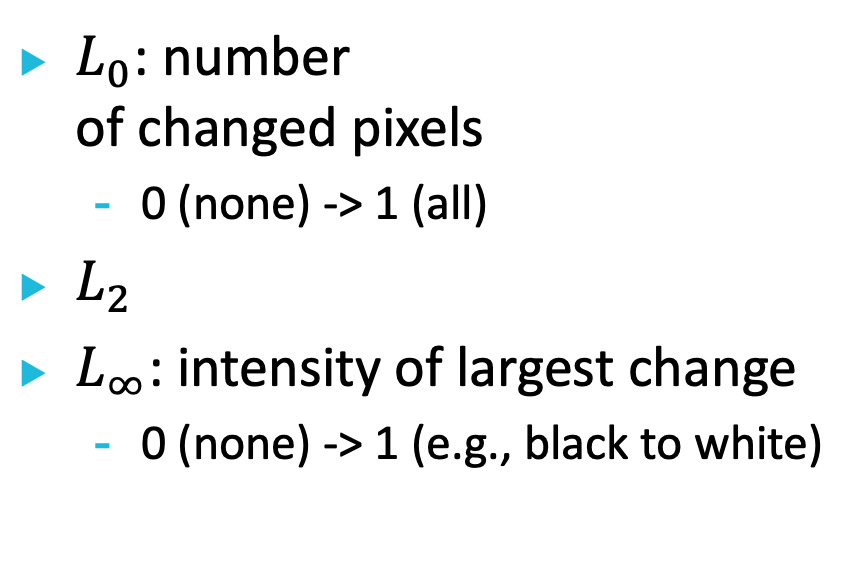 L₀: number
of changed pixels
- 0 (none) -> 1 (all)
L₂
L∞: intensity of largest change
- 0 (none) -> 1 (e.g., black to white)